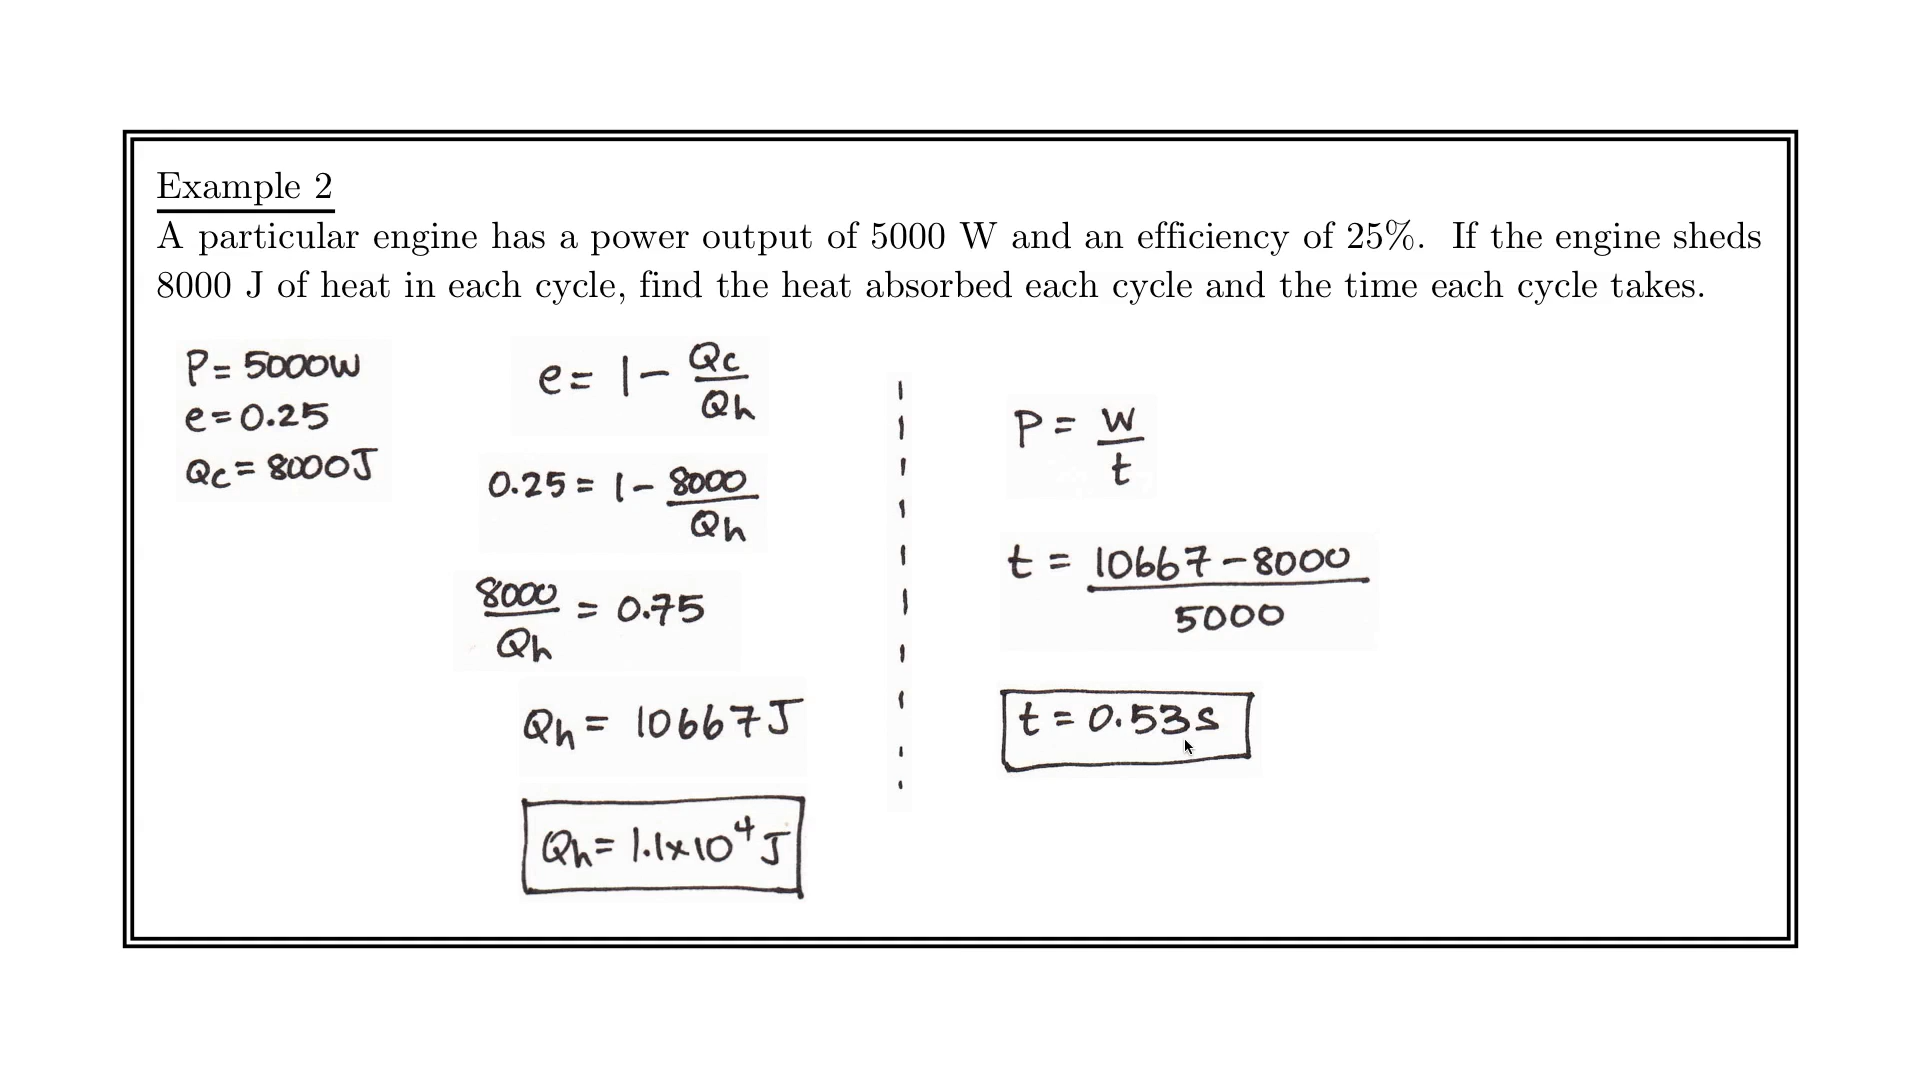 Example 2
A particular engine has a power output of 5000 W and an efficiency of 25%. If the engine sheds
8000 J of heat in each cycle, find the heat absorbed each cycle and the time each cycle takes.
P = 5000W
e = 0.25
Qc = 8000J
e = 1 - Qc/Qh
0.25 = 1 - 8000/Qh
8000/Qh = 0.75
Qh = 10667J
Qh = 1.1x10^4 J
P = W/t
t = 10667-8000/5000
t = 0.53s